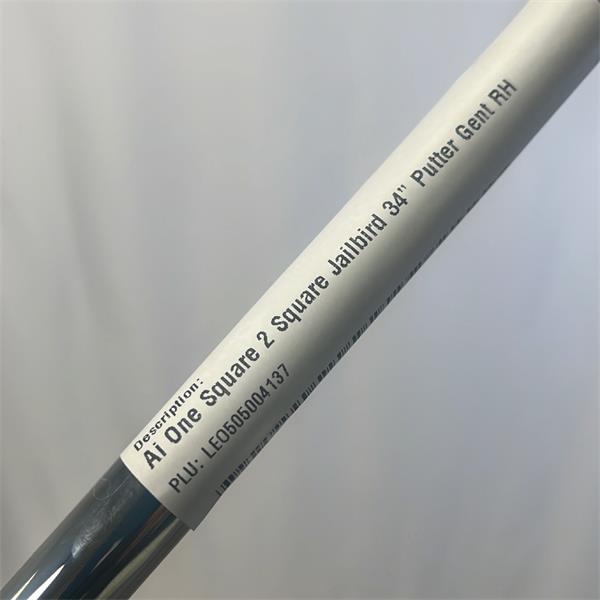 Description:
Ai One Square 2 Square Jailbird 34" Putter Gent RH
PLU: LEO505004137